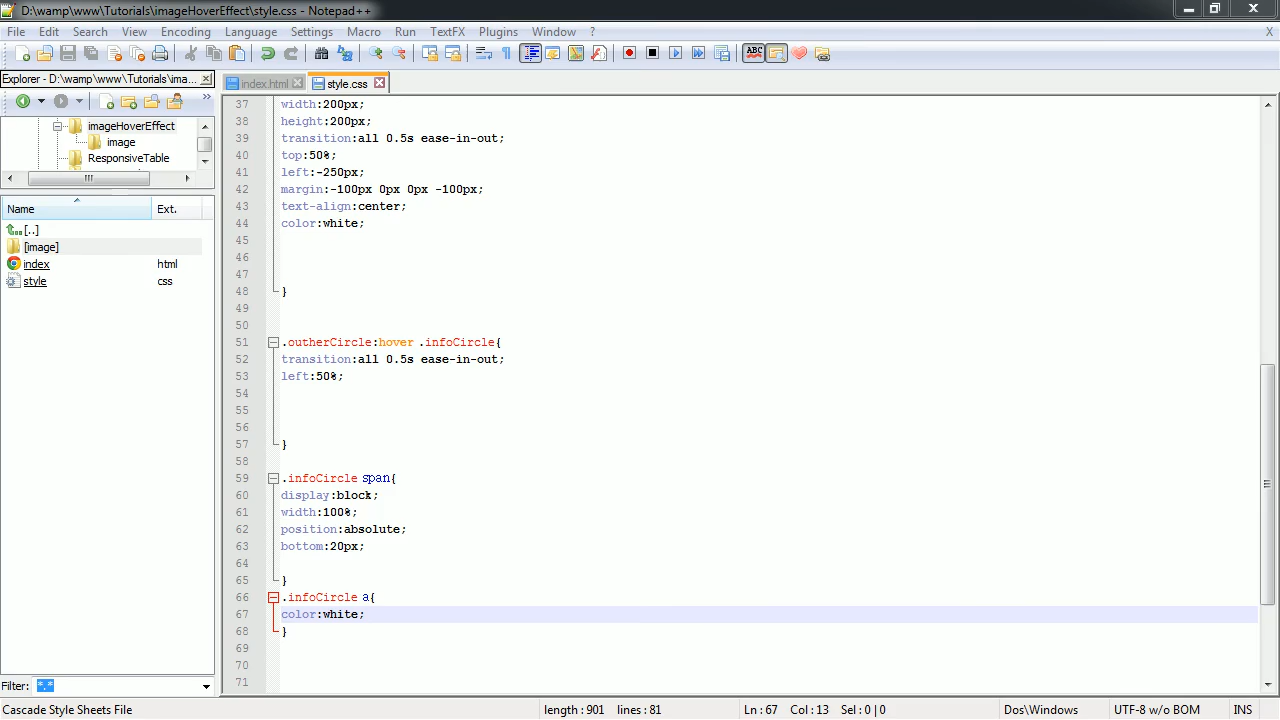 D:\wamp\www\Tutorials\imageHoverEffect\style.css - Notepad++
File Edit Search View Encoding Language Settings Macro Run TextFX Plugins Window ? X
ABC
Explorer - D:\wamp\www\Tutorials\ima...
index.html style.css
imageHoverEffect
image
ResponsiveTable
Name Ext.
[..]
[image]
index html
style css
Filter: *.*
37 width:200px;
38 height:200px;
39 transition:all 0.5s ease-in-out;
40 top:50%;
41 left:-250px;
42 margin:-100px 0px 0px -100px;
43 text-align:center;
44 color:white;
45
46
47
48 }
49
50
51 .outherCircle:hover .infoCircle{
52 transition:all 0.5s ease-in-out;
53 left:50%;
54
55
56
57 }
58
59 .infoCircle span{
60 display:block;
61 width:100%;
62 position:absolute;
63 bottom:20px;
64
65 }
66 .infoCircle a{
67 color:white;
68 }
69
70
71
Cascade Style Sheets File length : 901 lines : 81 Ln : 67 Col : 13 Sel : 0 | 0 Dos\Windows UTF-8 w/o BOM INS